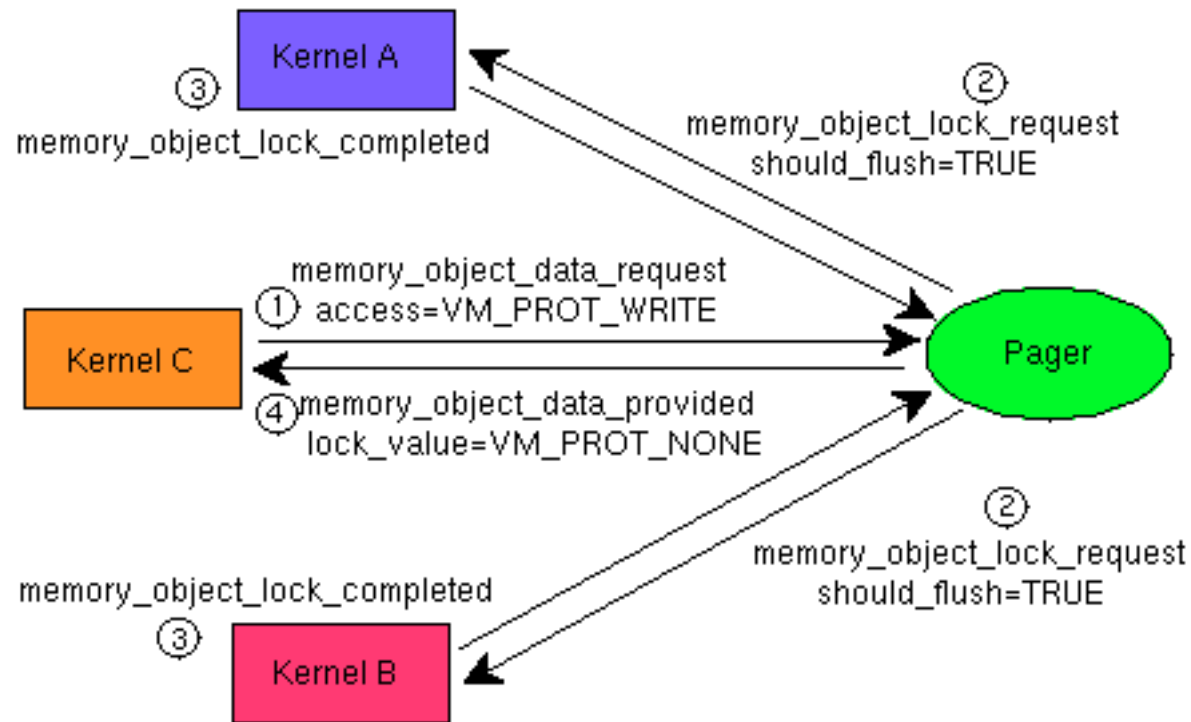 Kernel A
3
memory_object_lock_completed
2
memory_object_lock_request
should_flush=TRUE
memory_object_data_request
1
access=VM_PROT_WRITE
Kernel C
Pager
4
memory_object_data_provided
lock_value=VM_PROT_NONE
2
memory_object_lock_request
should_flush=TRUE
memory_object_lock_completed
3
Kernel B